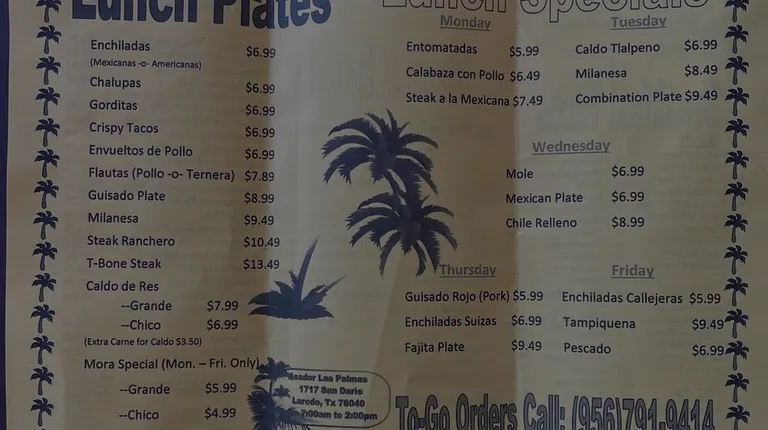 Lunch Plates
Enchiladas $6.99
(Mexicanas -o- Americanas)
Chalupas $6.99
Gorditas $6.99
Crispy Tacos $6.99
Envueltos de Pollo $6.99
Flautas (Pollo -o- Ternera) $7.89
Guisado Plate $8.99
Milanesa $9.49
Steak Ranchero $10.49
T-Bone Steak $13.49
Caldo de Res
--Grande $7.99
--Chico $6.99
(Extra Carne for Caldo $3.50)
Mora Special (Mon. – Fri. Only)
--Grande $5.99
--Chico $4.99
Lunch Specials
Monday
Entomatadas $5.99
Calabaza con Pollo $6.49
Steak a la Mexicana $7.49
Tuesday
Caldo Tlalpeno $6.99
Milanesa $8.49
Combination Plate $9.49
Wednesday
Mole $6.99
Mexican Plate $6.99
Chile Relleno $8.99
Thursday
Guisado Rojo (Pork) $5.99
Enchiladas Suizas $6.99
Fajita Plate $9.49
Friday
Enchiladas Callejeras $5.99
Tampiquena $9.49
Pescado $6.99
Asador Las Palmas
1717 San Dario
Laredo, Tx 78040
7:00am to 2:00pm
To-Go Orders Call: (956)791-9414